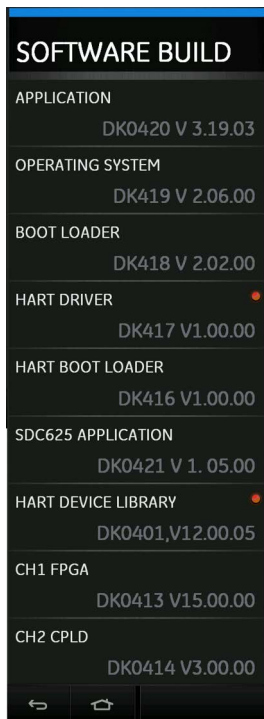 SOFTWARE BUILD
APPLICATION
DK0420 V 3.19.03
OPERATING SYSTEM
DK419 V 2.06.00
BOOT LOADER
DK418 V 2.02.00
HART DRIVER
DK417 V1.00.00
HART BOOT LOADER
DK416 V1.00.00
SDC625 APPLICATION
DK0421 V 1. 05.00
HART DEVICE LIBRARY
DK0401,V12.00.05
CH1 FPGA
DK0413 V15.00.00
CH2 CPLD
DK0414 V3.00.00